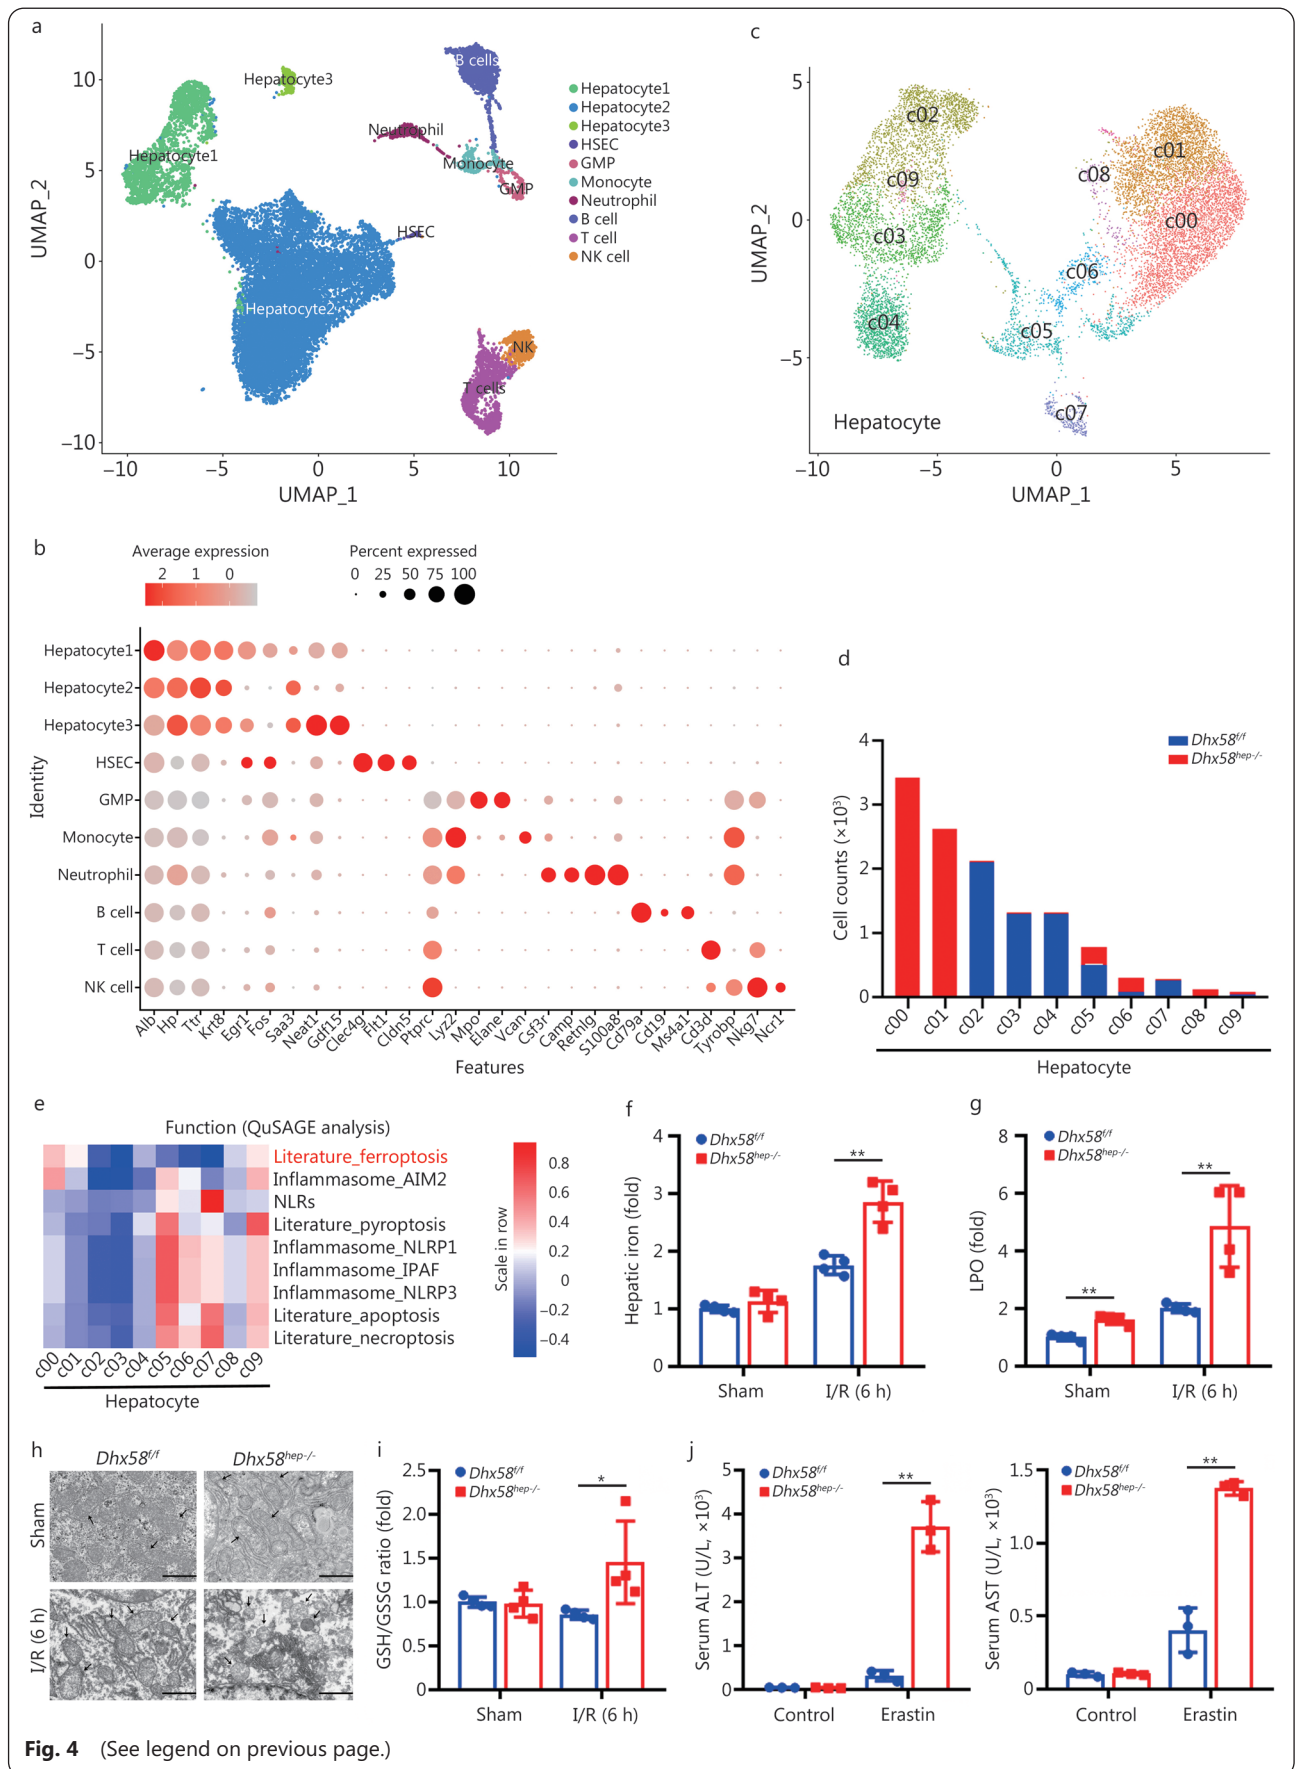 a
10
5
0
−5
−10
UMAP_2
−10 −5 0 5 10
UMAP_1
Hepatocyte3
B cells
Neutrophil
Hepatocyte1
Monocyte
GMP
HSEC
Hepatocyte2
NK
T cells
Hepatocyte1
Hepatocyte2
Hepatocyte3
HSEC
GMP
Monocyte
Neutrophil
B cell
T cell
NK cell
c
5
0
−5
UMAP_2
c02
c01
c09
c08
c03
c00
c06
c04
c05
c07
Hepatocyte
−10 −5 0 5
UMAP_1
b
Average expression
2 1 0
Percent expressed
0 25 50 75 100
Identity
Hepatocyte1
Hepatocyte2
Hepatocyte3
HSEC
GMP
Monocyte
Neutrophil
B cell
T cell
NK cell
Alb Hp Ttr Krt8 Egr1 Fos Saa3 Neat1 Gdf15 Clec4g Flt1 Cldn5 Ptprc Lyz2 Mpo Elane Vcan Csf3r Camp Retnlg S100a8 Cd79a Cd19 Ms4a1 Cd3d Tyrobp Nkg7 Ncr1
Features
d
Dhx58f/f
Dhx58hep-/-
Cell counts (×10³)
4
3
2
1
0
c00 c01 c02 c03 c04 c05 c06 c07 c08 c09
Hepatocyte
e
Function (QuSAGE analysis)
Literature_ferroptosis
Inflammasome_AIM2
NLRs
Literature_pyroptosis
Inflammasome_NLRP1
Inflammasome_IPAF
Inflammasome_NLRP3
Literature_apoptosis
Literature_necroptosis
c00 c01 c02 c03 c04 c05 c06 c07 c08 c09
Hepatocyte
Scale in row
0.8
0.6
0.4
0.2
0
−0.2
−0.4
f
Dhx58f/f
Dhx58hep-/-
**
Hepatic iron (fold)
4
3
2
1
0
Sham I/R (6 h)
g
Dhx58f/f
Dhx58hep-/-
**
**
LPO (fold)
8
6
4
2
0
Sham I/R (6 h)
h
Dhx58f/f Dhx58hep-/-
Sham
I/R (6 h)
i
Dhx58f/f
Dhx58hep-/-
*
GSH/GSSG ratio (fold)
2.5
2.0
1.5
1.0
0.5
0
Sham I/R (6 h)
j
Dhx58f/f
Dhx58hep-/-
**
Serum ALT (U/L, ×10³)
5
4
3
2
1
0
Control Erastin
Dhx58f/f
Dhx58hep-/-
**
Serum AST (U/L, ×10³)
1.5
1.0
0.5
0
Control Erastin
Fig. 4 (See legend on previous page.)